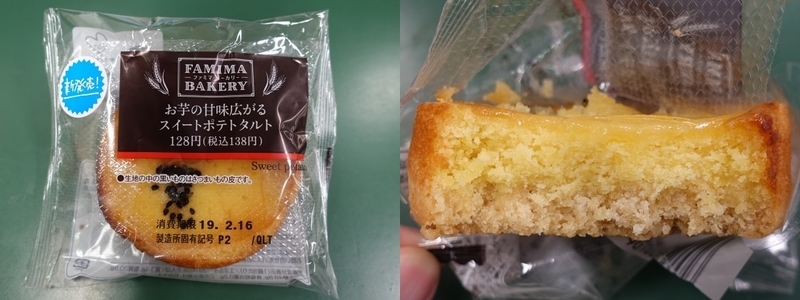 新発売!
FAMIMA
ファミマ・ベーカリー
BAKERY
お芋の甘味広がる
スイートポテトタルト
128円(税込138円)
Sweet pota
●生地の中の黒いものはさつまいもの皮です。
消費期限 19. 2.16
製造所固有記号 P2 /QLT